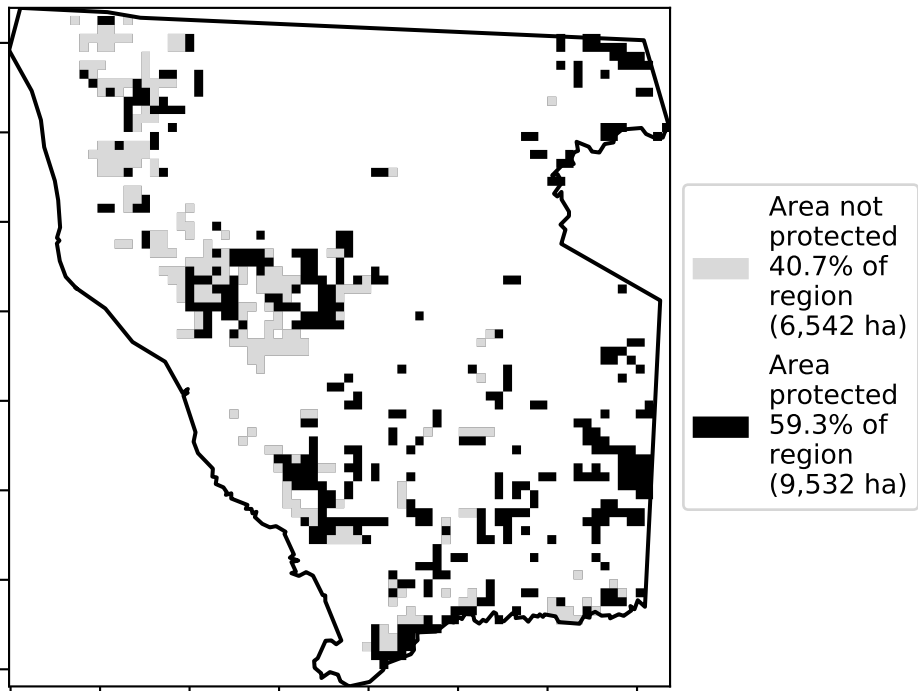 Area not
protected
40.7% of
region
(6,542 ha)
Area
protected
59.3% of
region
(9,532 ha)